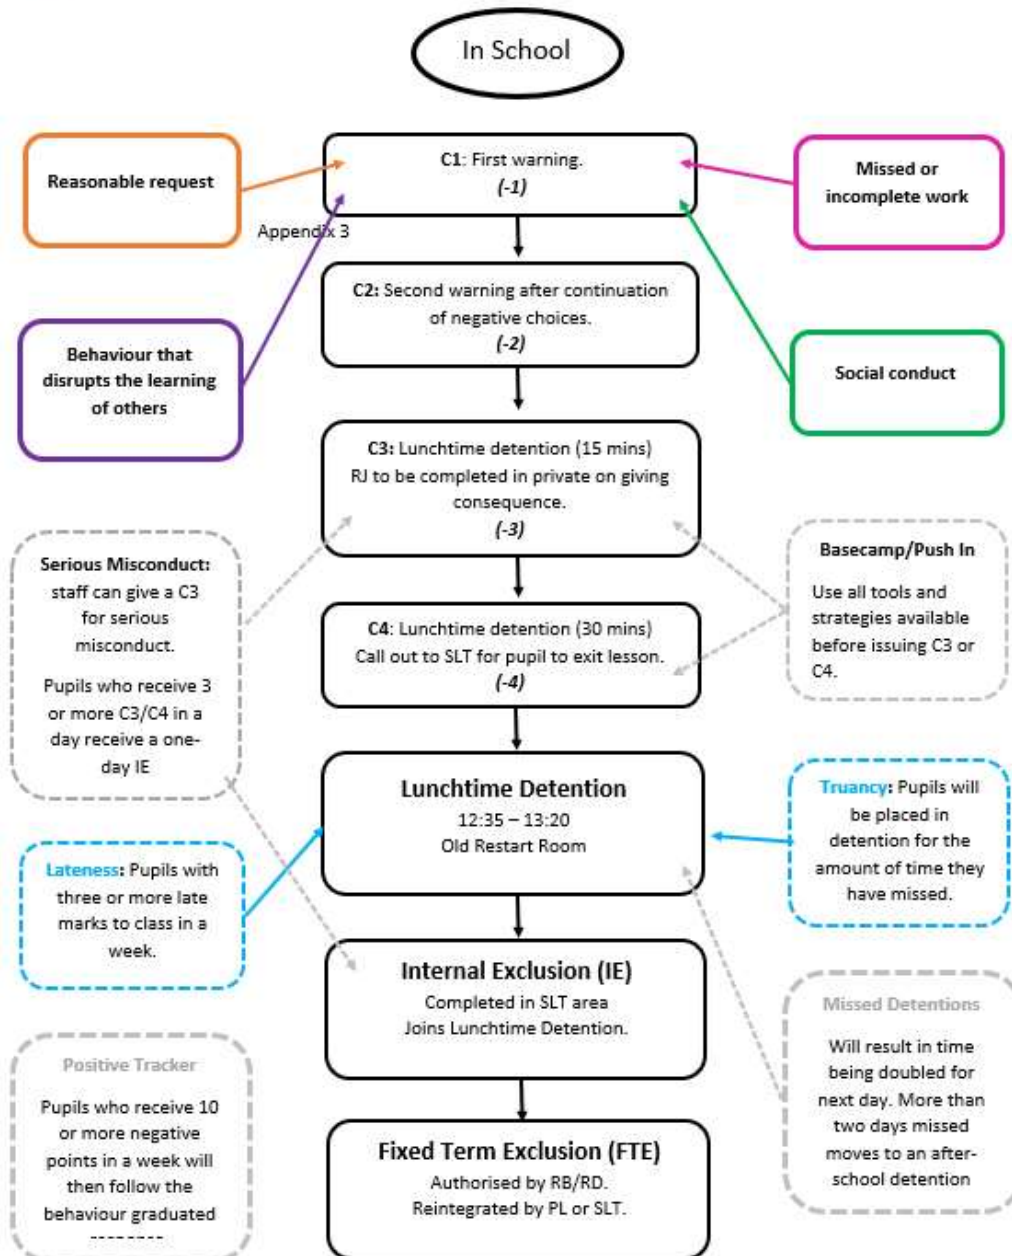 In School
Reasonable request
C1: First warning.
(-1)
Missed or
incomplete work
Appendix 3
C2: Second warning after continuation
of negative choices.
(-2)
Behaviour that
disrupts the learning
of others
Social conduct
C3: Lunchtime detention (15 mins)
RJ to be completed in private on giving
consequence.
(-3)
Serious Misconduct:
staff can give a C3
for serious
misconduct.
Pupils who receive 3
or more C3/C4 in a
day receive a one-
day IE
Basecamp/Push In
Use all tools and
strategies available
before issuing C3 or
C4.
C4: Lunchtime detention (30 mins)
Call out to SLT for pupil to exit lesson.
(-4)
Lunchtime Detention
12:35 – 13:20
Old Restart Room
Truancy: Pupils will
be placed in
detention for the
amount of time they
have missed.
Lateness: Pupils with
three or more late
marks to class in a
week.
Internal Exclusion (IE)
Completed in SLT area
Joins Lunchtime Detention.
Missed Detentions
Will result in time
being doubled for
next day. More than
two days missed
moves to an after-
school detention
Positive Tracker
Pupils who receive 10
or more negative
points in a week will
then follow the
behaviour graduated
Fixed Term Exclusion (FTE)
Authorised by RB/RD.
Reintegrated by PL or SLT.